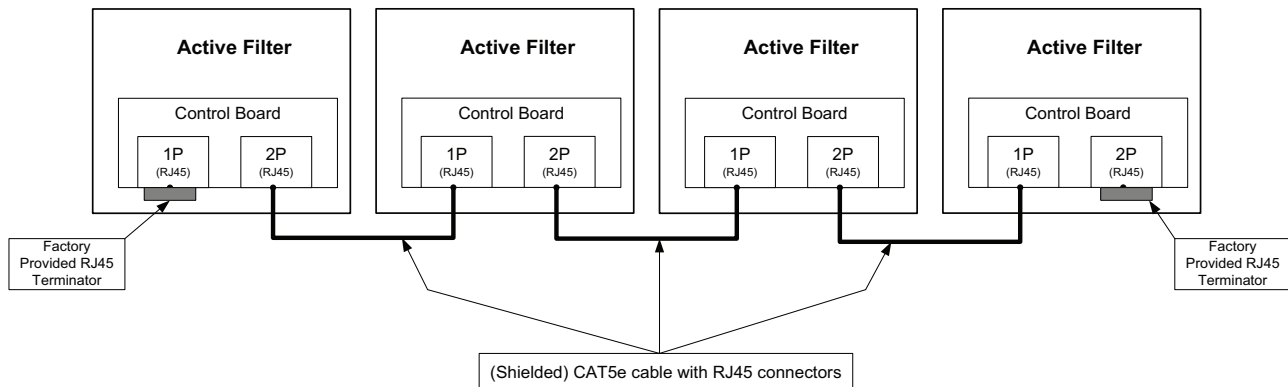 Active Filter
Active Filter
Active Filter
Active Filter
Control Board
Control Board
Control Board
Control Board
1P
(RJ45)
2P
(RJ45)
1P
(RJ45)
2P
(RJ45)
1P
(RJ45)
2P
(RJ45)
1P
(RJ45)
2P
(RJ45)
Factory
Provided RJ45
Terminator
Factory
Provided RJ45
Terminator
(Shielded) CAT5e cable with RJ45 connectors